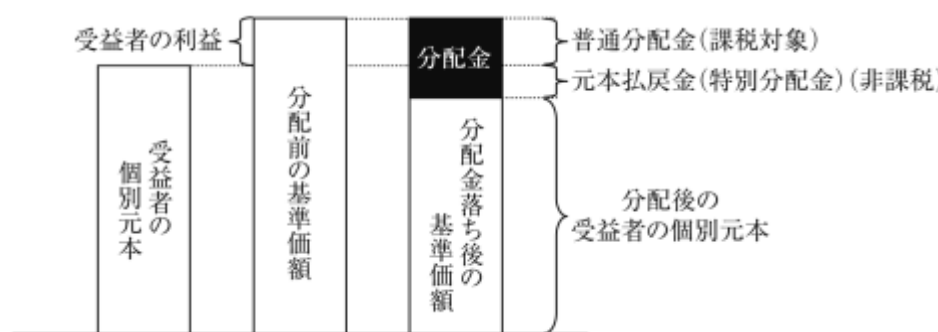 受益者の利益
分配金
普通分配金(課税対象)
元本払戻金(特別分配金)(非課税)
受益者の
個別元本
分配前の基準価額
分配金落ち後の
基準価額
分配後の
受益者の個別元本